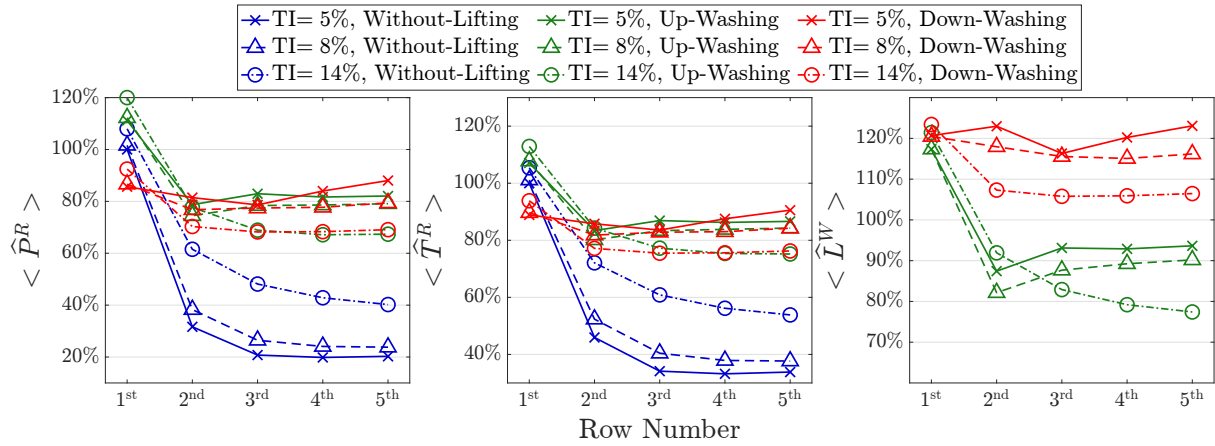 TI= 5%, Without-Lifting TI= 5%, Up-Washing TI= 5%, Down-Washing
TI= 8%, Without-Lifting TI= 8%, Up-Washing TI= 8%, Down-Washing
TI= 14%, Without-Lifting TI= 14%, Up-Washing TI= 14%, Down-Washing
< P̂^R >
120%
100%
80%
60%
40%
20%
1st 2nd 3rd 4th 5th
< T̂^R >
120%
100%
80%
60%
40%
1st 2nd 3rd 4th 5th
< L̂^W >
120%
110%
100%
90%
80%
70%
1st 2nd 3rd 4th 5th
Row Number